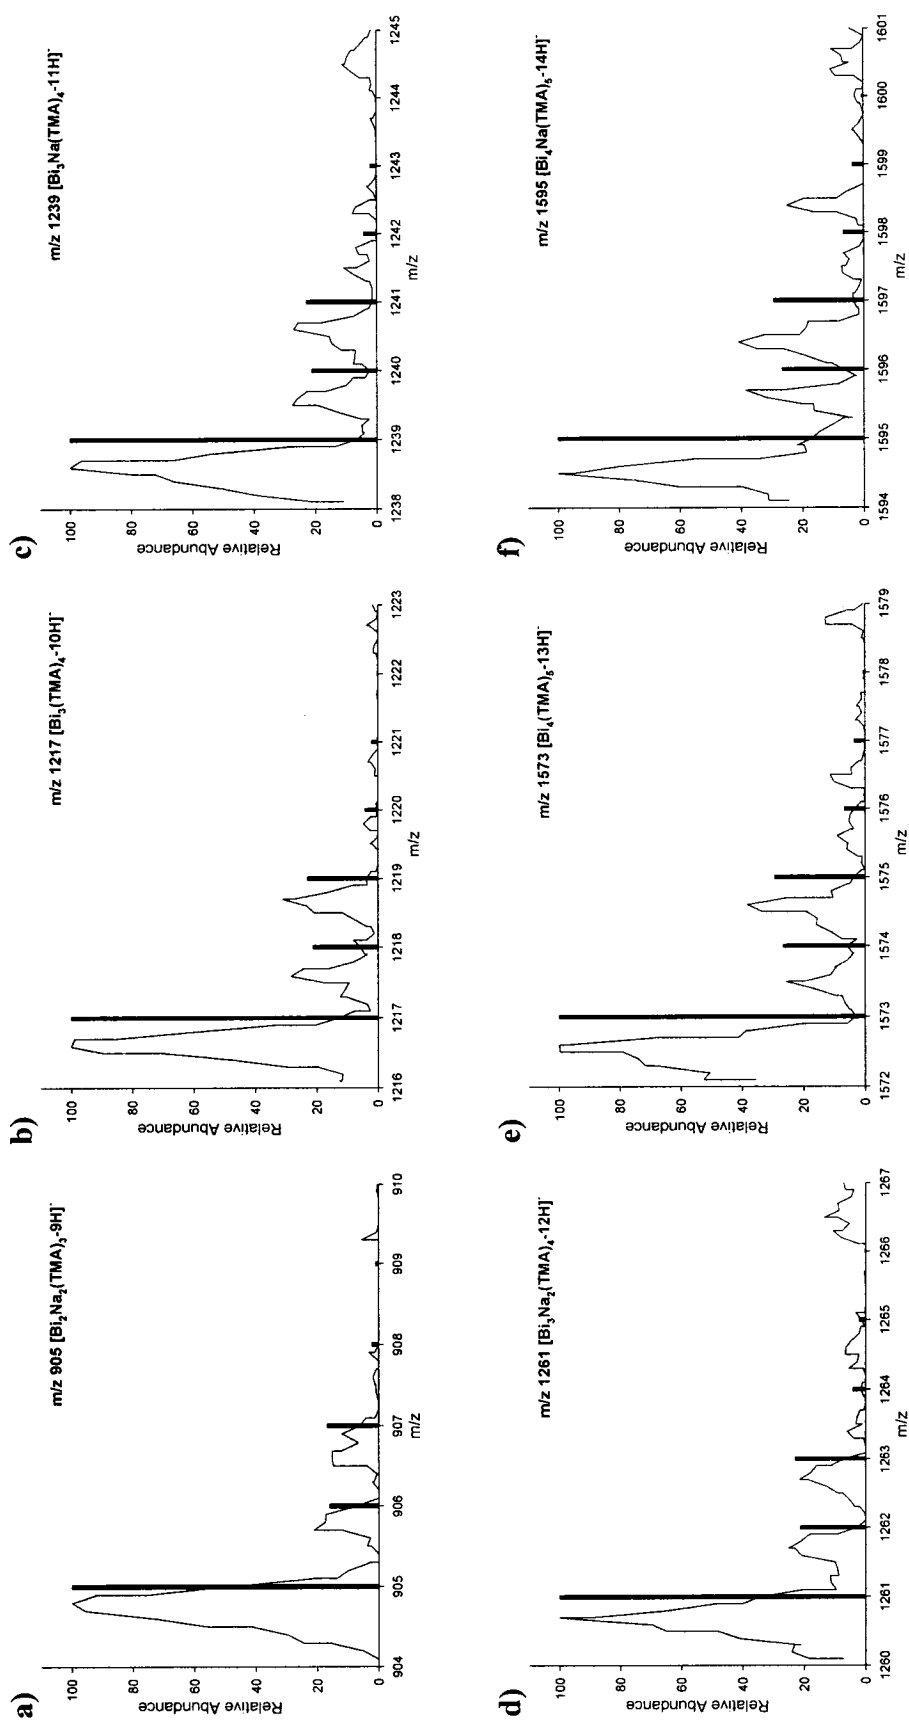 a)
m/z 905 [Bi₂Na₂(TMA)₃-9H]⁻
Relative Abundance
100
80
60
40
20
0
904 905 906 907 908 909 910
m/z
b)
m/z 1217 [Bi₃(TMA)₄-10H]⁻
Relative Abundance
100
80
60
40
20
0
1216 1217 1218 1219 1220 1221 1222 1223
m/z
c)
m/z 1239 [Bi₃Na(TMA)₄-11H]⁻
Relative Abundance
100
80
60
40
20
0
1238 1239 1240 1241 1242 1243 1244 1245
m/z
d)
m/z 1261 [Bi₃Na₂(TMA)₄-12H]⁻
Relative Abundance
100
80
60
40
20
0
1260 1261 1262 1263 1264 1265 1266 1267
m/z
e)
m/z 1573 [Bi₄(TMA)₅-13H]⁻
Relative Abundance
100
80
60
40
20
0
1572 1573 1574 1575 1576 1577 1578 1579
m/z
f)
m/z 1595 [Bi₄Na(TMA)₅-14H]⁻
Relative Abundance
100
80
60
40
20
0
1594 1595 1596 1597 1598 1599 1600 1601
m/z